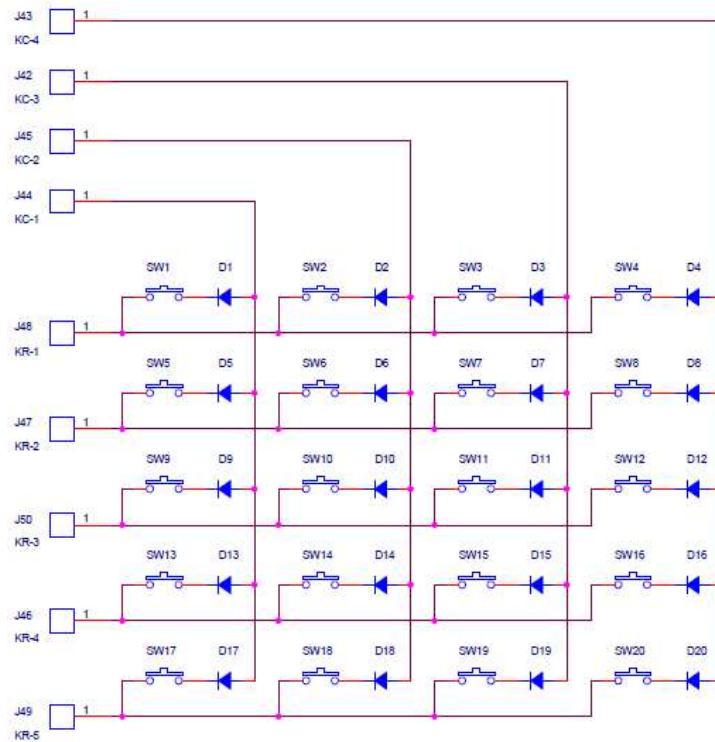 J43 1
KC-4
J42 1
KC-3
J45 1
KC-2
J44 1
KC-1
SW1 D1 SW2 D2 SW3 D3 SW4 D4
J48 1
KR-1
SW5 D5 SW6 D6 SW7 D7 SW8 D8
J47 1
KR-2
SW9 D9 SW10 D10 SW11 D11 SW12 D12
J50 1
KR-3
SW13 D13 SW14 D14 SW15 D15 SW16 D16
J46 1
KR-4
SW17 D17 SW18 D18 SW19 D19 SW20 D20
J49 1
KR-5